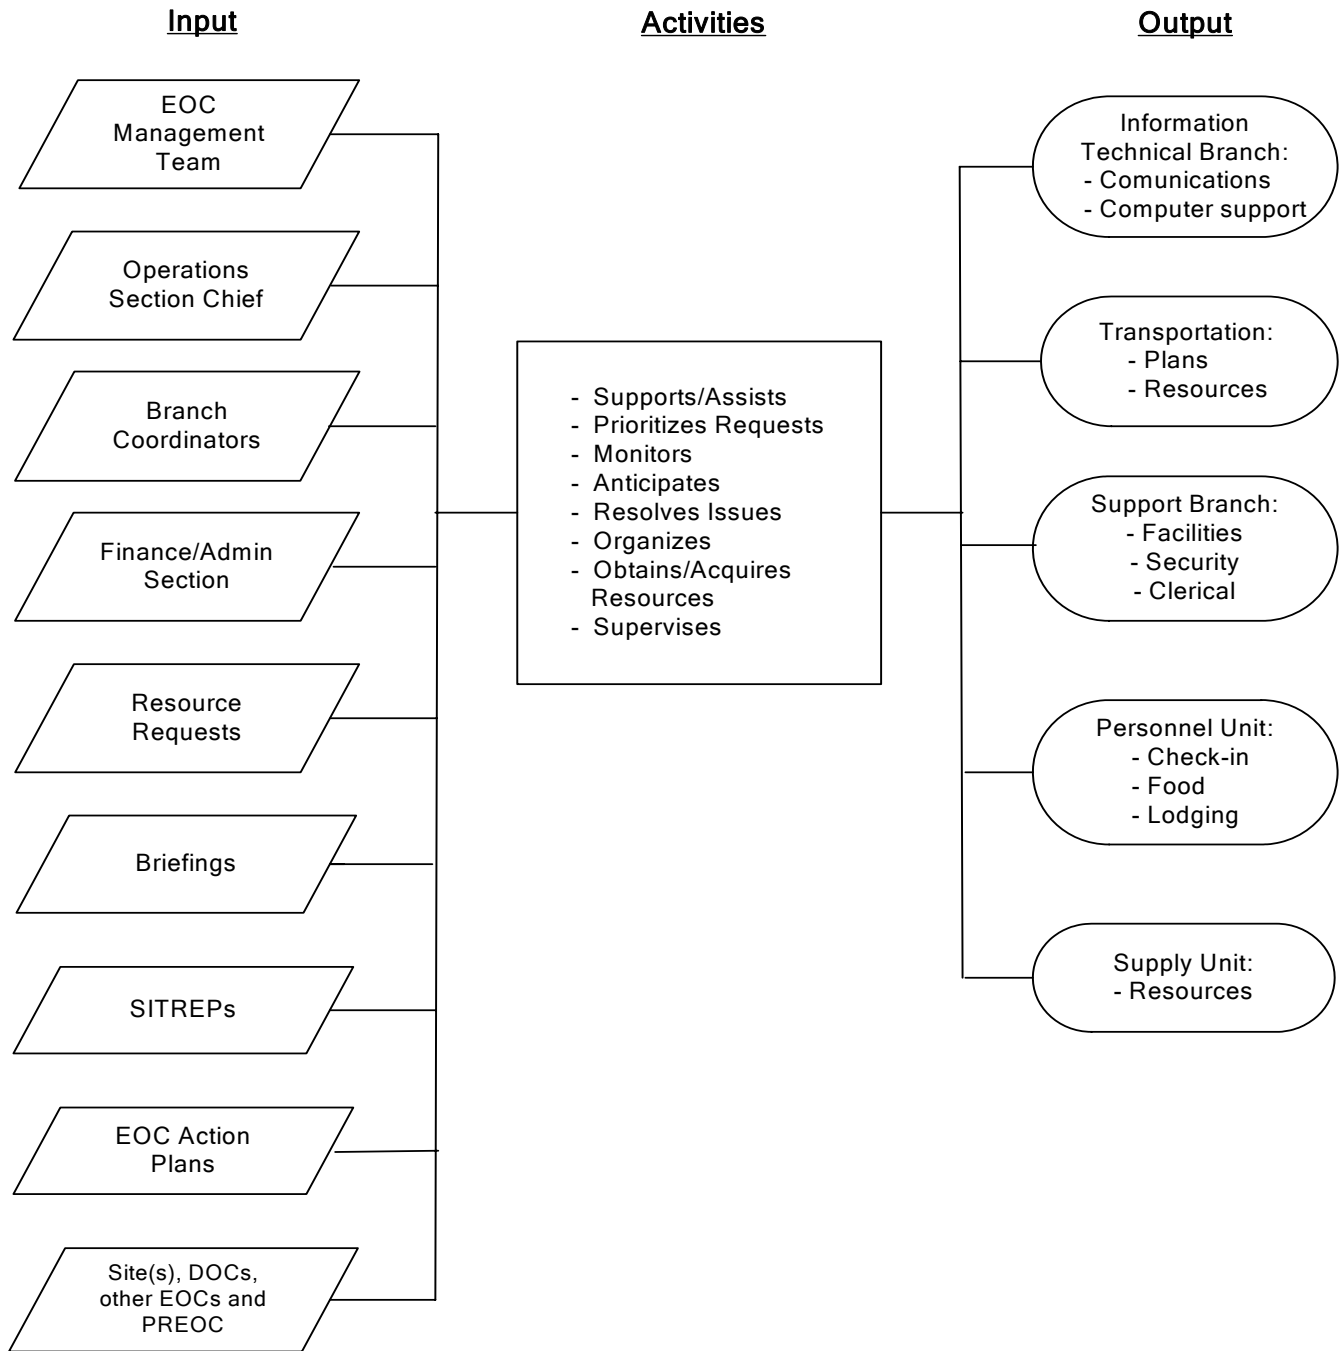 Input
Activities
Output
EOC
Management
Team
Operations
Section Chief
Branch
Coordinators
Finance/Admin
Section
Resource
Requests
Briefings
SITREPs
EOC Action
Plans
Site(s), DOCs,
other EOCs and
PREOC
- Supports/Assists
- Prioritizes Requests
- Monitors
- Anticipates
- Resolves Issues
- Organizes
- Obtains/Acquires
Resources
- Supervises
Information
Technical Branch:
- Comunications
- Computer support
Transportation:
- Plans
- Resources
Support Branch:
- Facilities
- Security
- Clerical
Personnel Unit:
- Check-in
- Food
- Lodging
Supply Unit:
- Resources